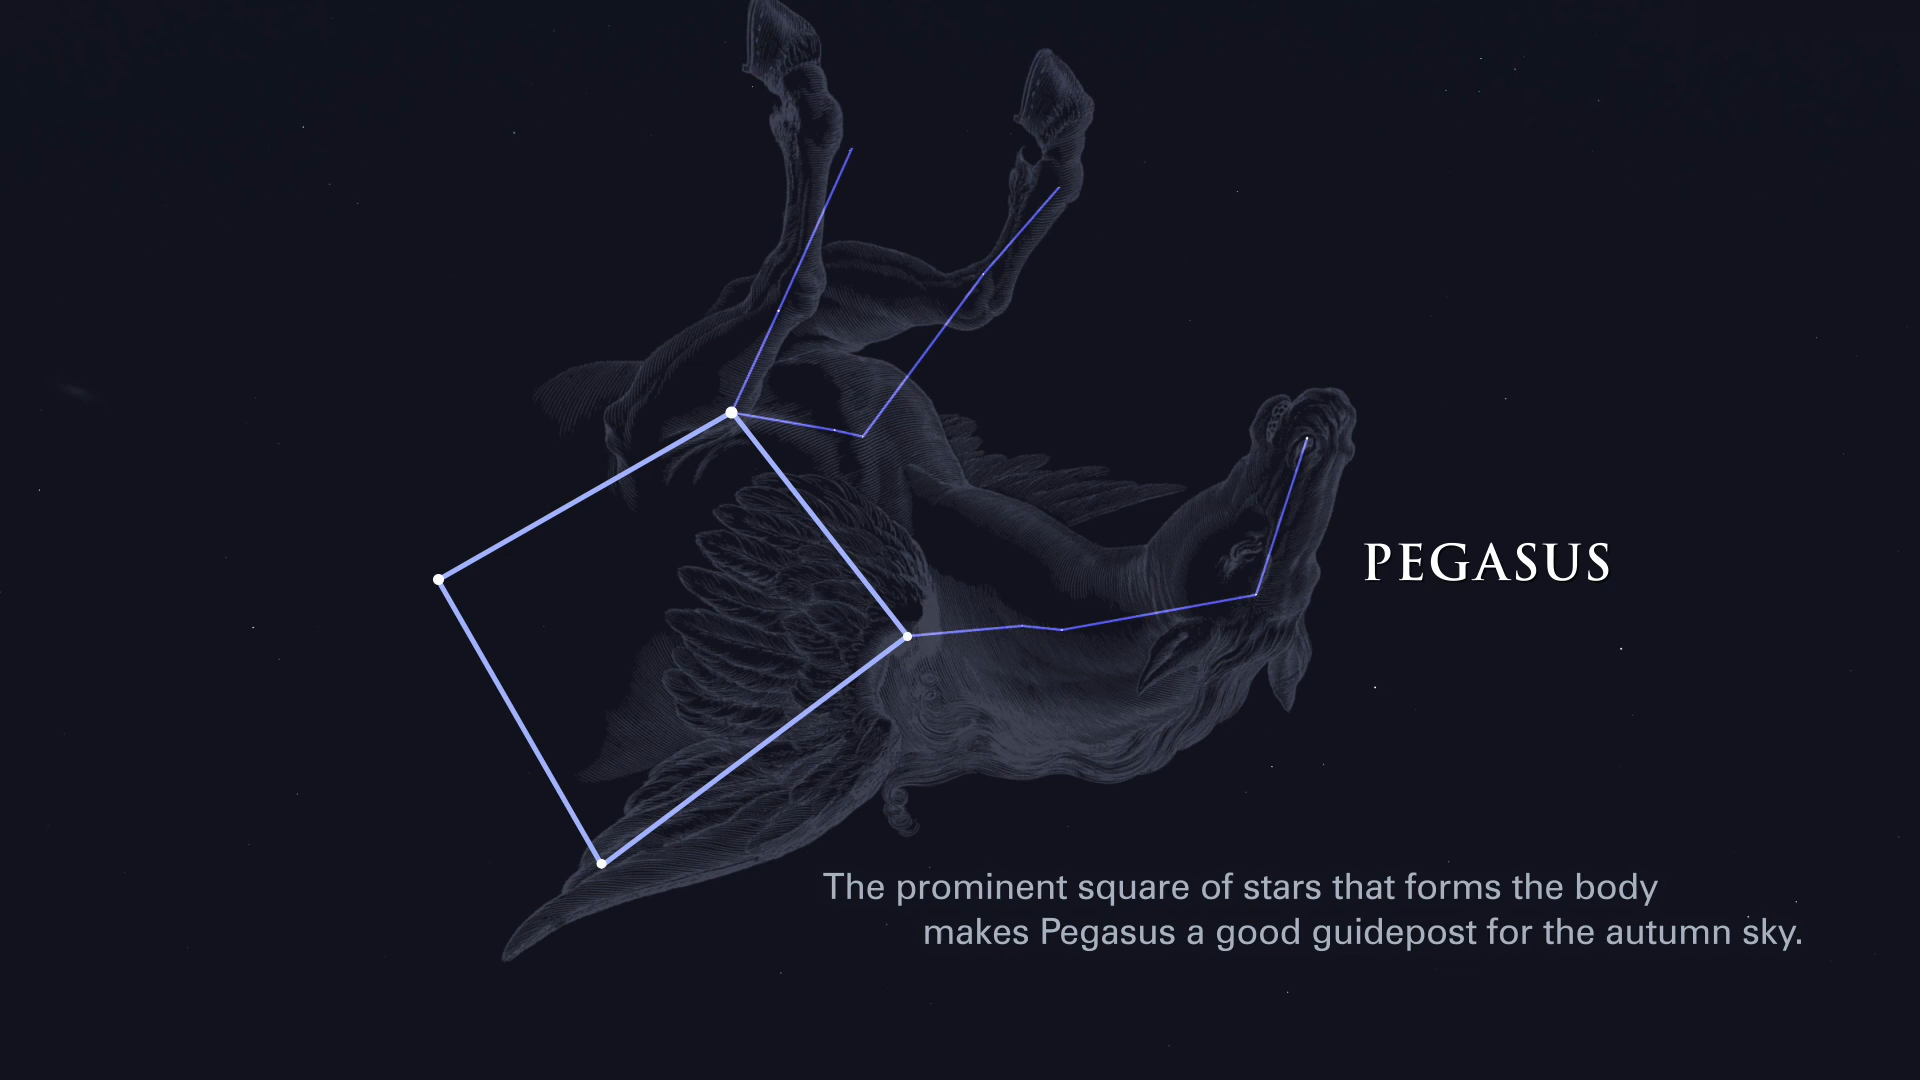 PEGASUS
The prominent square of stars that forms the body
makes Pegasus a good guidepost for the autumn sky.